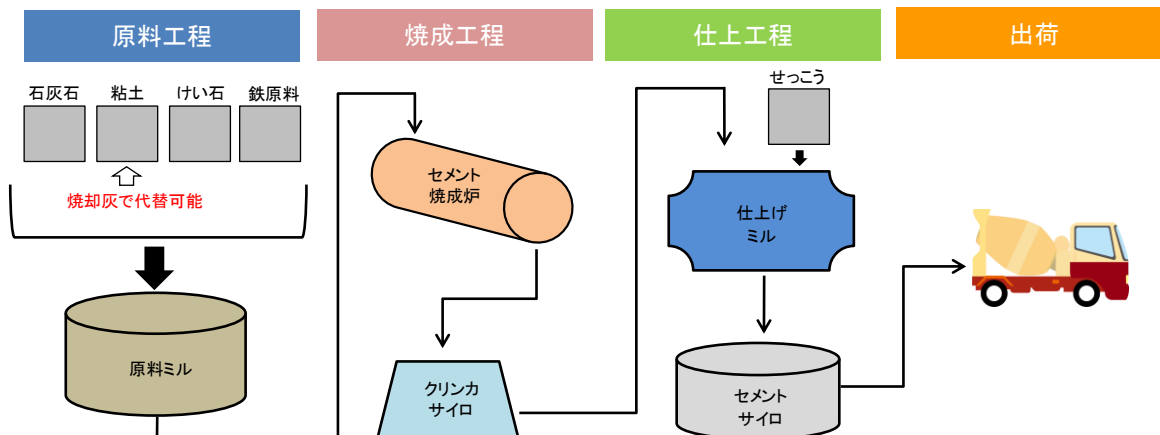 原料工程
焼成工程
仕上工程
出荷
石灰石
粘土
けい石
鉄原料
焼却灰で代替可能
原料ミル
セメント
焼成炉
クリンカ
サイロ
せっこう
仕上げ
ミル
セメント
サイロ